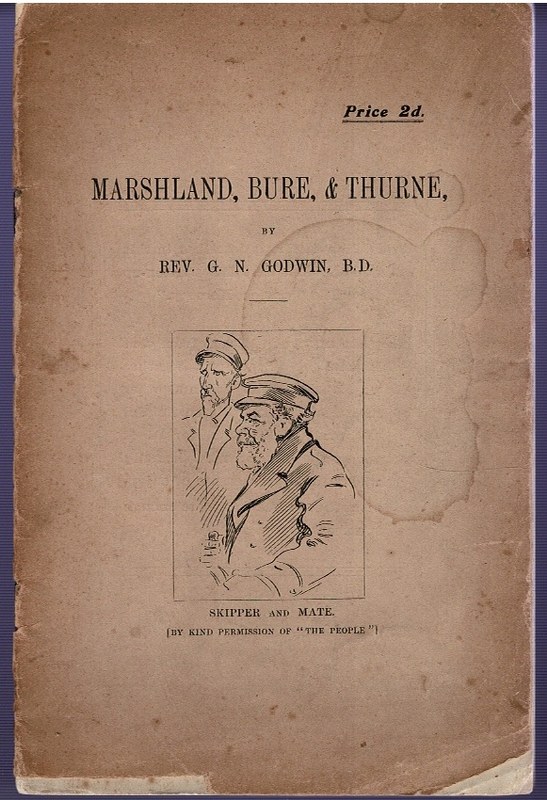 Price 2d.
MARSHLAND, BURE, & THURNE,
BY
REV. G. N. GODWIN, B.D.
SKIPPER AND MATE.
[BY KIND PERMISSION OF "THE PEOPLE"]